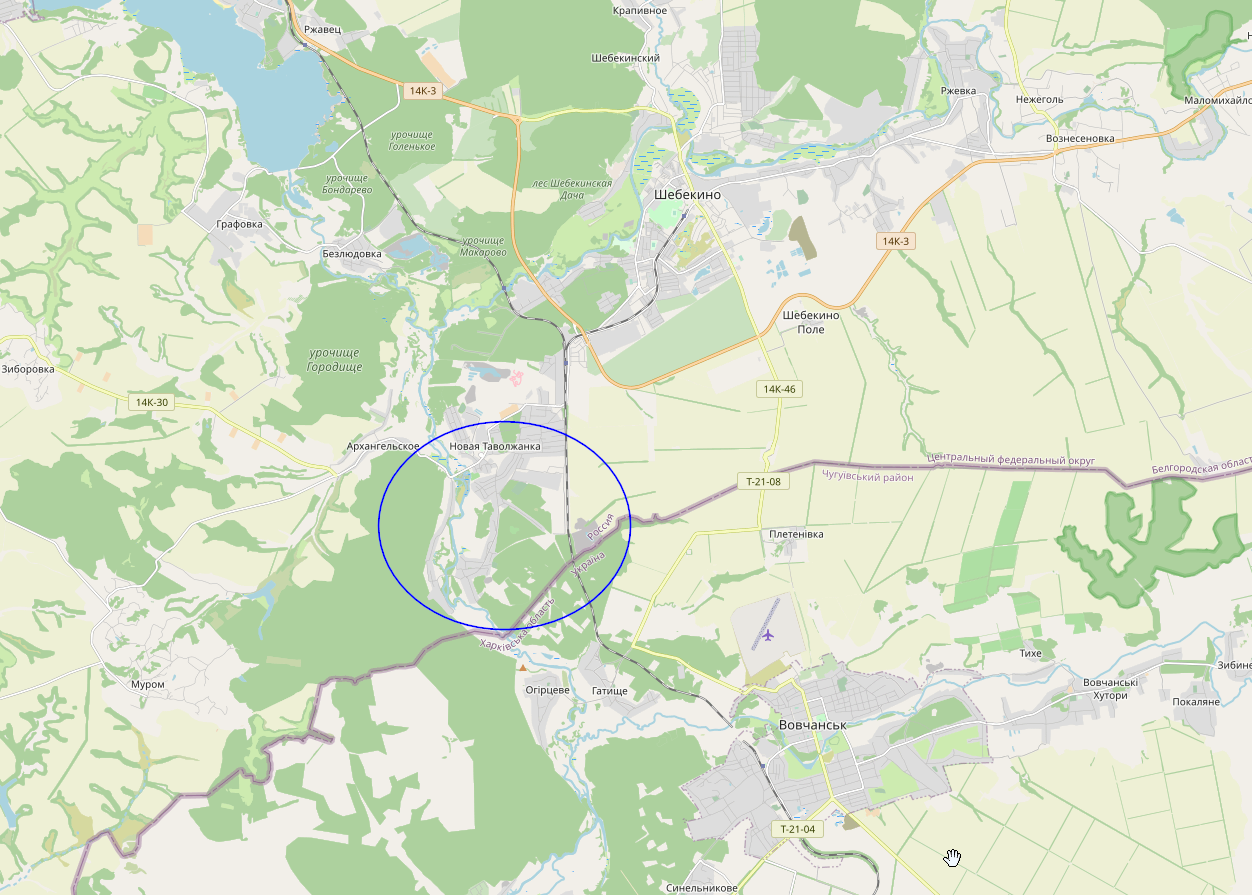 Крапивное
Ржавец
Шебекинский
14К-3
Ржевка
Нежеголь
Маломихайло
Вознесеновка
урочище
Голенькое
урочище
Бондарево
лес Шебекинская
Дача
Шебекино
Графовка
урочище
Макарово
14К-3
Безлюдовка
Шебекино
Поле
урочище
Городище
Зиборовка
14К-46
14К-30
Архангельское
Новая Таволжанка
Центральный федеральный округ
Белгородская област
Чугуївський район
Т-21-08
Россия
Україна
Плетенівка
Харківська область
Тихе
Зибине
Муром
Огірцеве
Гатище
Вовчанські
Хутори
Покаляне
Вовчанськ
Т-21-04
Синельникове